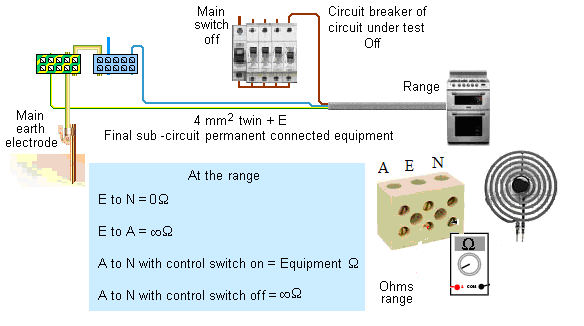 Main
switch
off
Circuit breaker of
circuit under test
Off
Range
Main
earth
electrode
4 mm² twin + E
Final sub -circuit permanent connected equipment
At the range
E to N = 0Ω
E to A = ∞Ω
A to N with control switch on = Equipment Ω
A to N with control switch off = ∞Ω
A E N
Ω
Ohms
range
COM